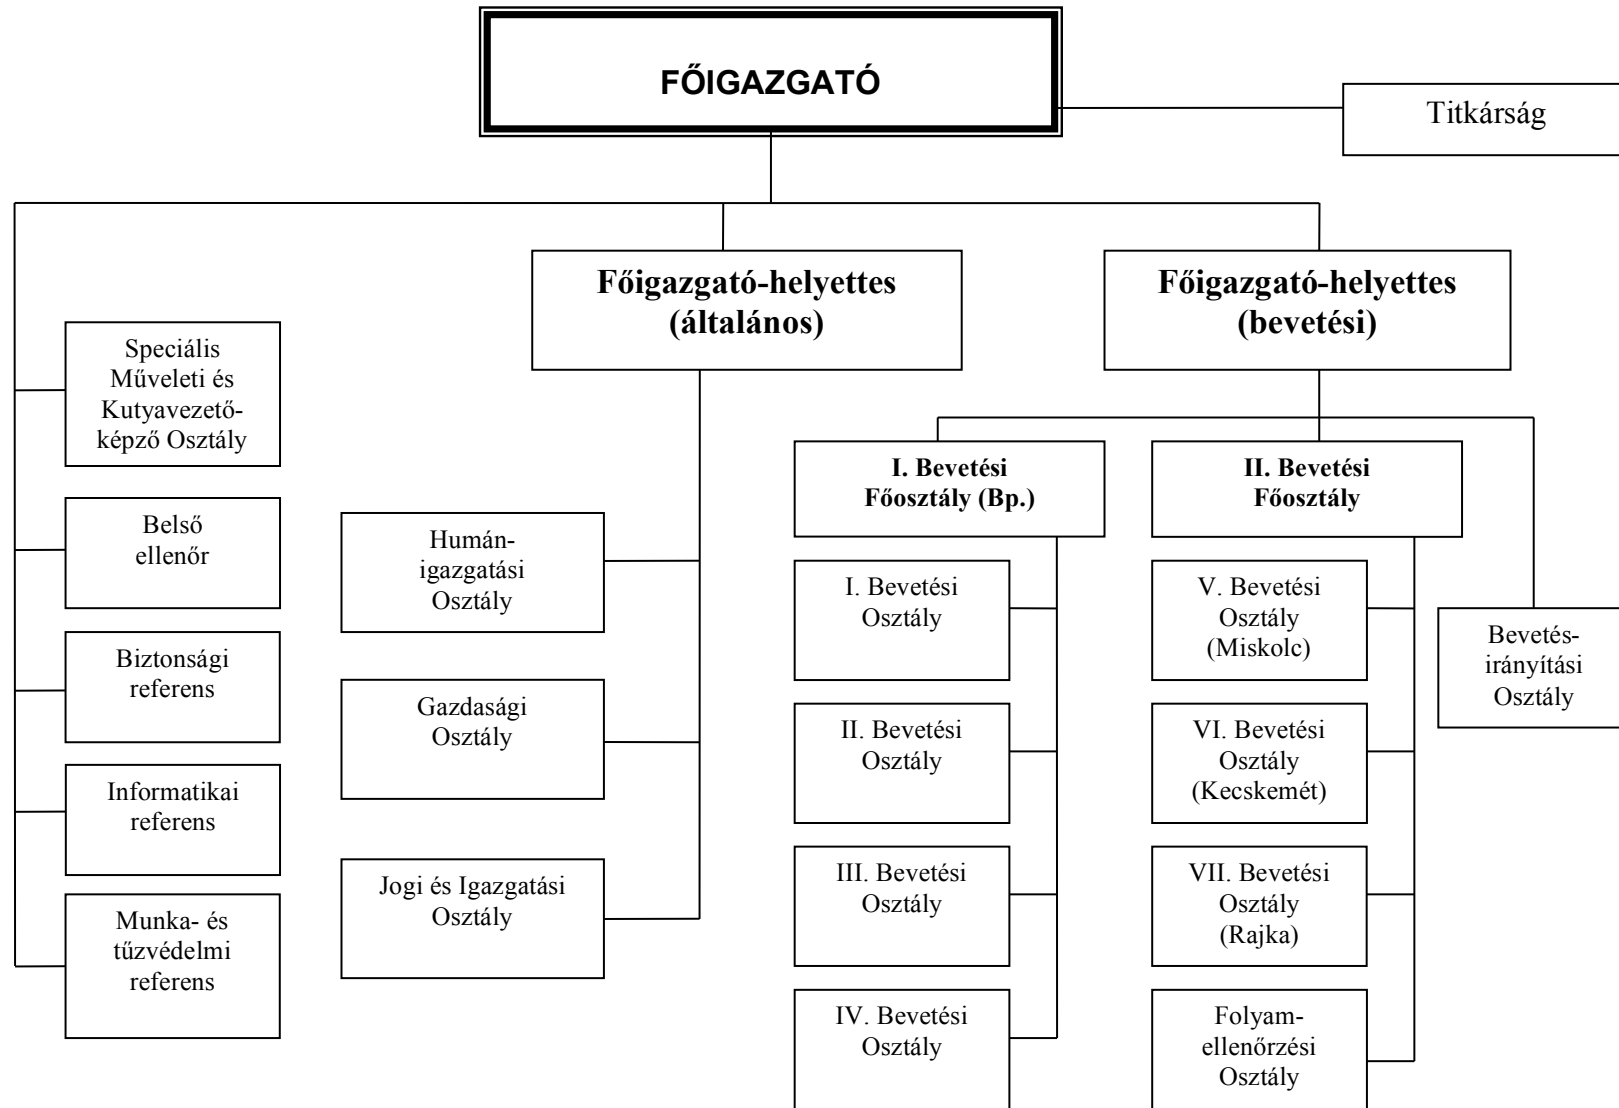 FŐIGAZGATÓ
Titkárság
Főigazgató-helyettes
(általános)
Főigazgató-helyettes
(bevetési)
Speciális
Műveleti és
Kutyavezető-
képző Osztály
Belső
ellenőr
Biztonsági
referens
Informatikai
referens
Munka- és
tűzvédelmi
referens
Humán-
igazgatási
Osztály
Gazdasági
Osztály
Jogi és Igazgatási
Osztály
I. Bevetési
Főosztály (Bp.)
I. Bevetési
Osztály
II. Bevetési
Osztály
III. Bevetési
Osztály
IV. Bevetési
Osztály
II. Bevetési
Főosztály
V. Bevetési
Osztály
(Miskolc)
VI. Bevetési
Osztály
(Kecskemét)
VII. Bevetési
Osztály
(Rajka)
Folyam-
ellenőrzési
Osztály
Bevetés-
irányítási
Osztály